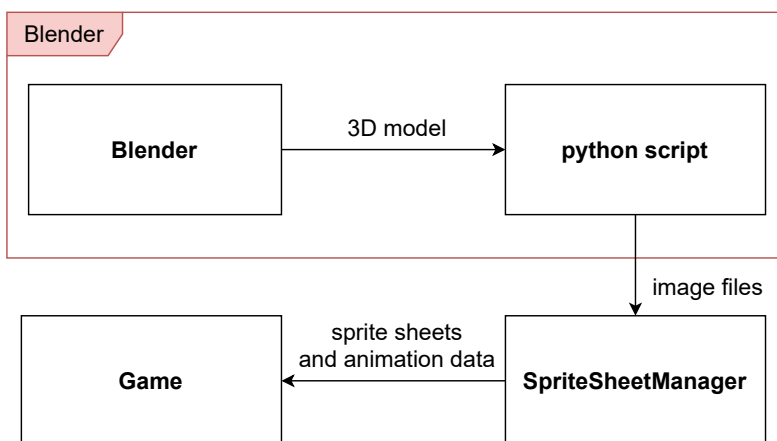 Blender
Blender
3D model
python script
image files
sprite sheets
and animation data
Game
SpriteSheetManager